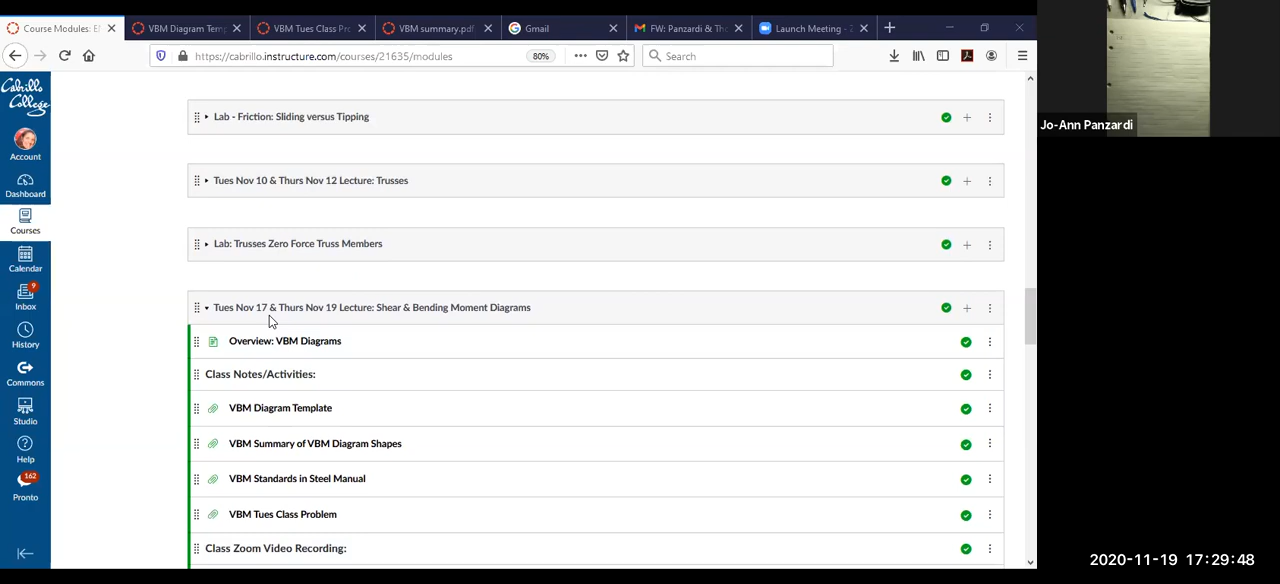 Course Modules: E
VBM Diagram Temp
VBM Tues Class Pro
VBM summary.pdf
Gmail
FW: Panzardi & Tho
Launch Meeting - Z
https://cabrillo.instructure.com/courses/21635/modules
80%
Search
Cabrillo College
Account
Dashboard
Courses
Calendar
9
Inbox
History
Commons
Studio
Help
162
Pronto
Lab - Friction: Sliding versus Tipping
Tues Nov 10 & Thurs Nov 12 Lecture: Trusses
Lab: Trusses Zero Force Truss Members
Tues Nov 17 & Thurs Nov 19 Lecture: Shear & Bending Moment Diagrams
Overview: VBM Diagrams
Class Notes/Activities:
VBM Diagram Template
VBM Summary of VBM Diagram Shapes
VBM Standards in Steel Manual
VBM Tues Class Problem
Class Zoom Video Recording:
Jo-Ann Panzardi
2020-11-19 17:29:48